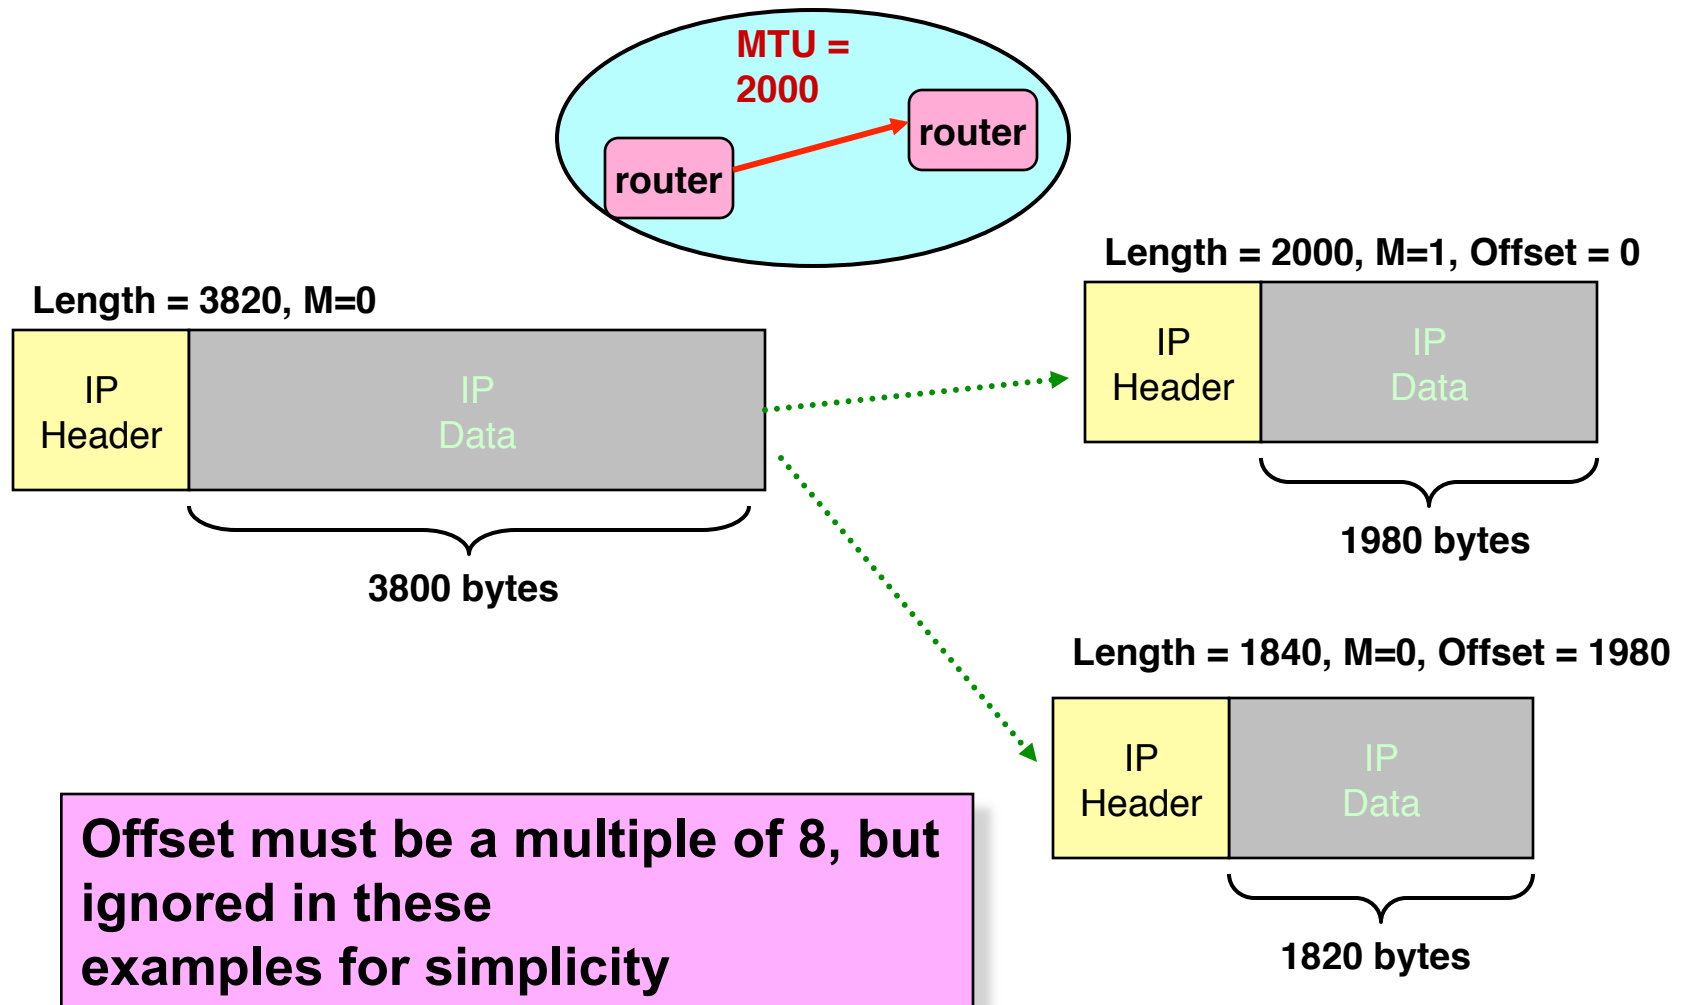 MTU =
2000
router
router
Length = 3820, M=0
IP
Header
IP
Data
3800 bytes
Length = 2000, M=1, Offset = 0
IP
Header
IP
Data
1980 bytes
Length = 1840, M=0, Offset = 1980
IP
Header
IP
Data
1820 bytes
Offset must be a multiple of 8, but
ignored in these
examples for simplicity